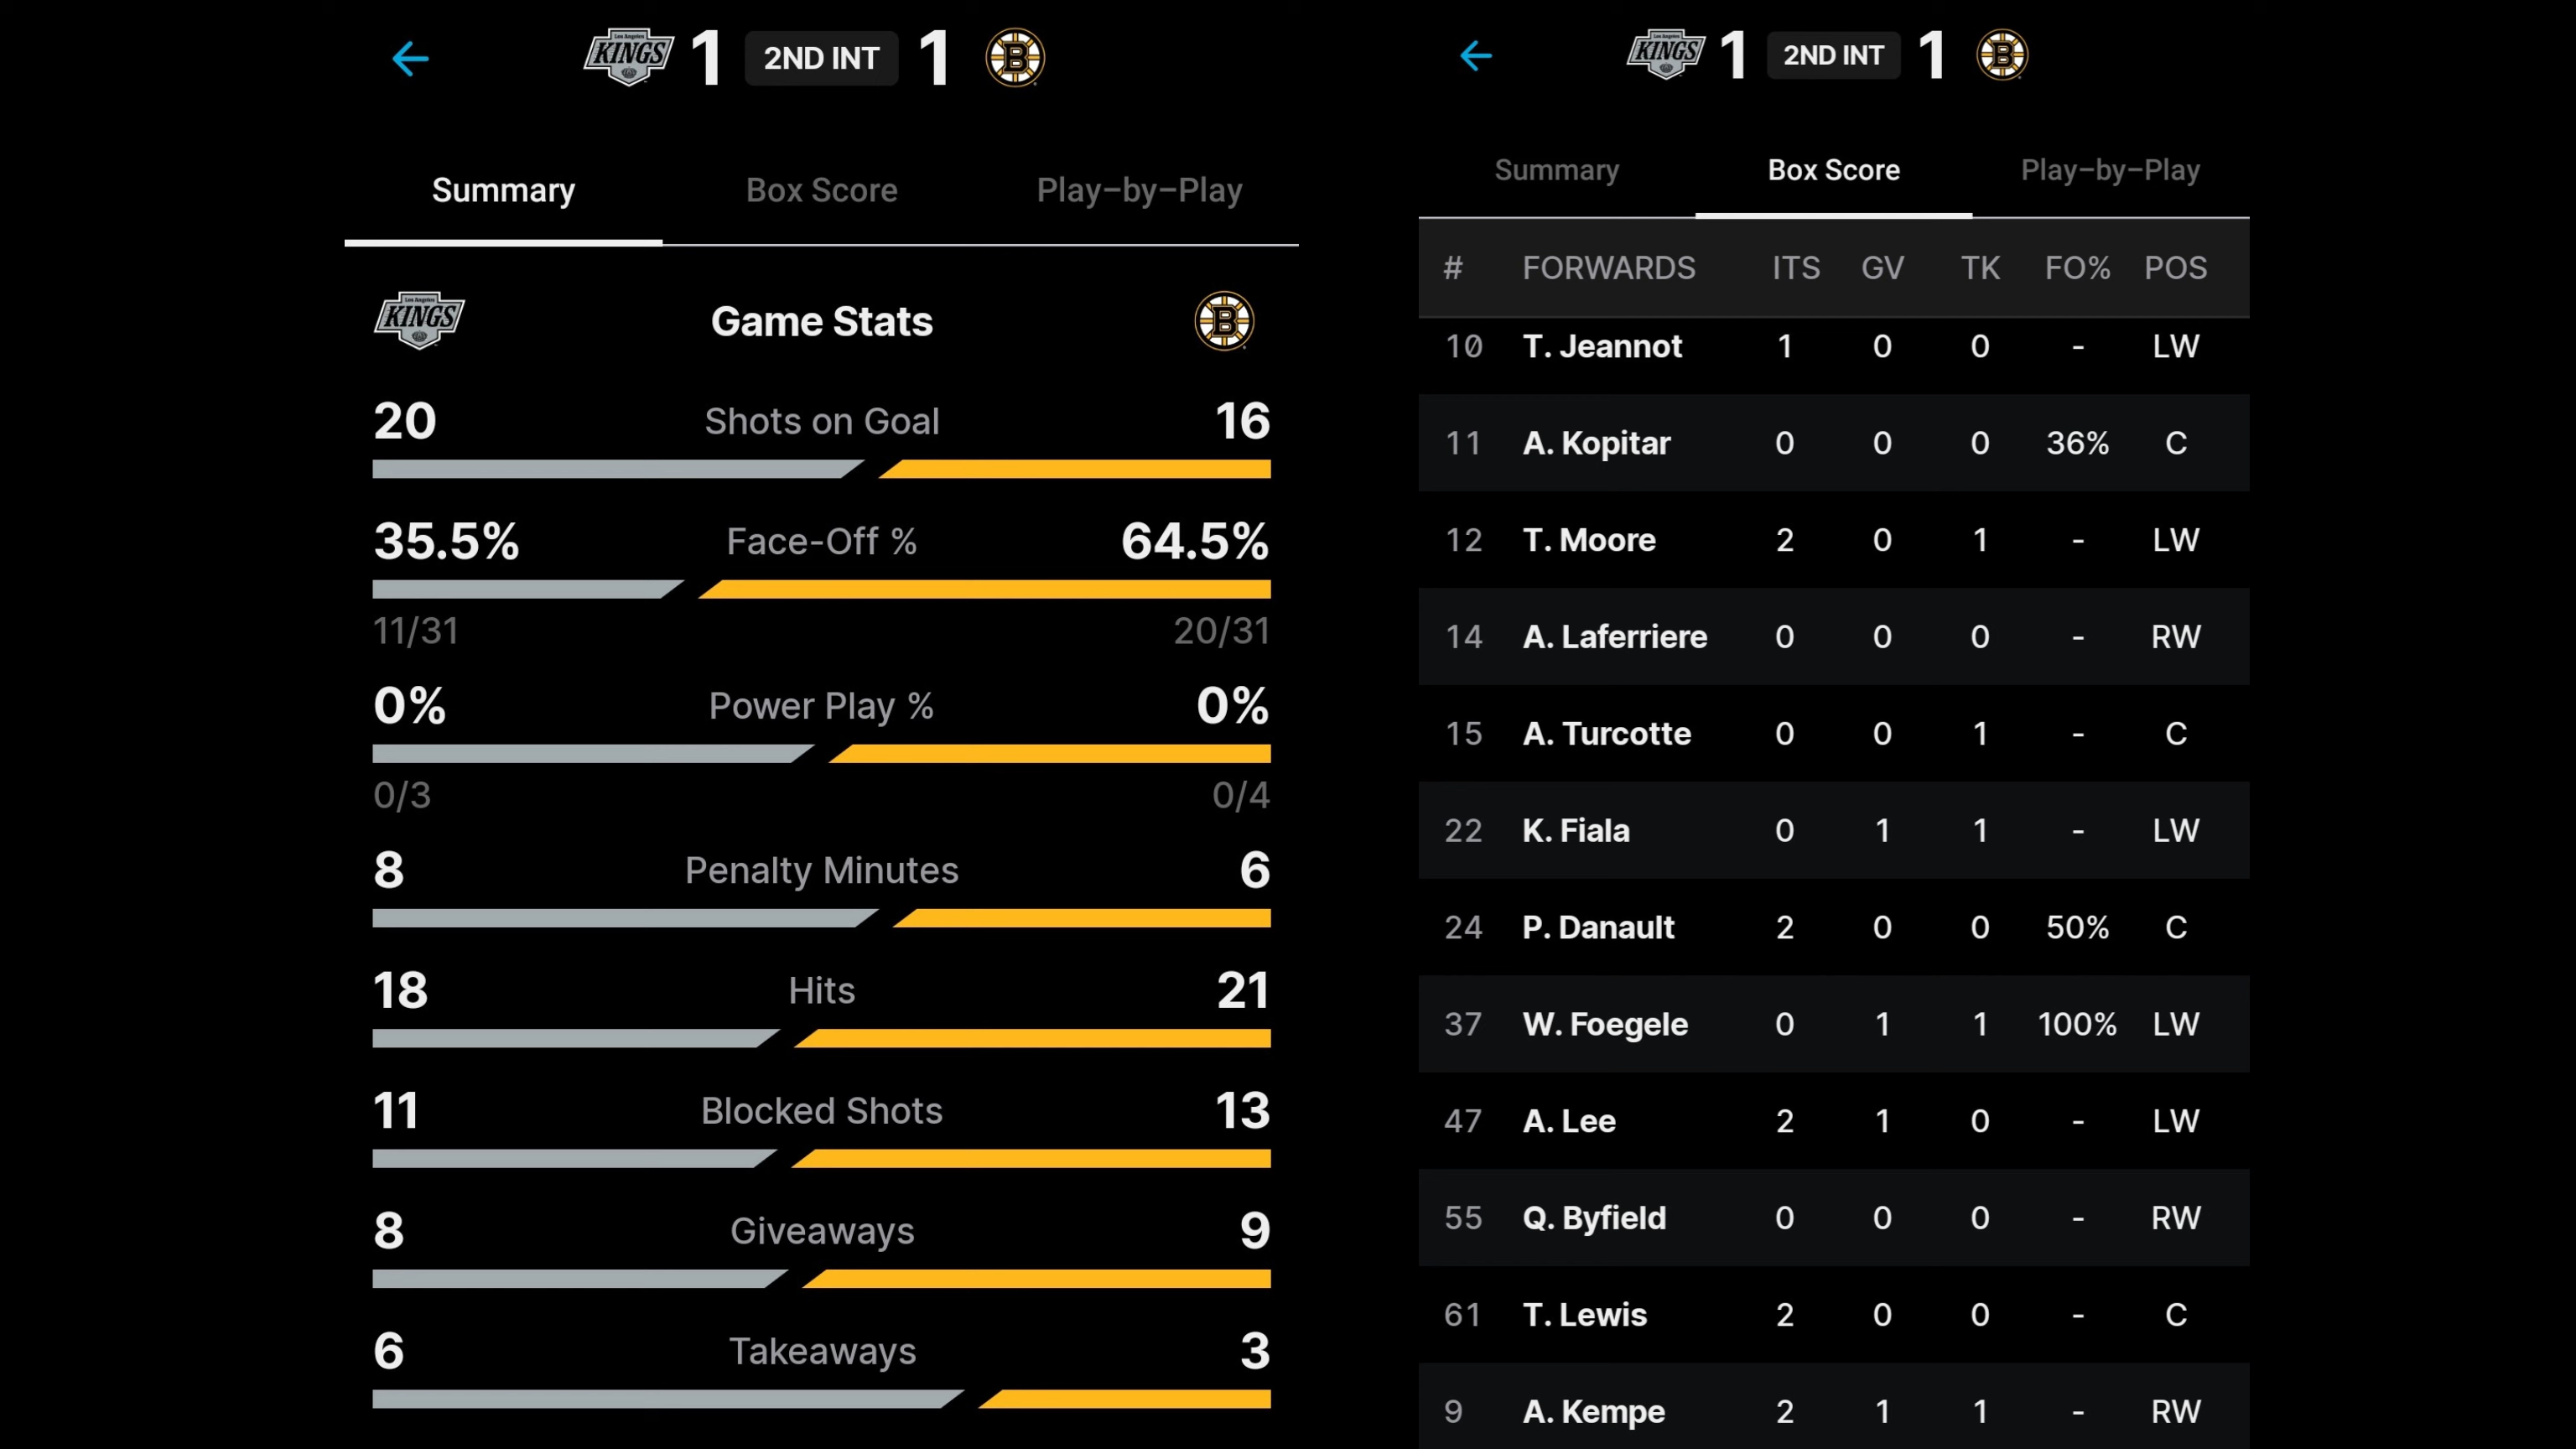 Los Angeles KINGS 1 2ND INT 1 B
Summary Box Score Play-by-Play
Los Angeles KINGS Game Stats B
20 Shots on Goal 16
35.5% Face-Off % 64.5%
11/31 20/31
0% Power Play % 0%
0/3 0/4
8 Penalty Minutes 6
18 Hits 21
11 Blocked Shots 13
8 Giveaways 9
6 Takeaways 3
Los Angeles KINGS 1 2ND INT 1 B
Summary Box Score Play-by-Play
# FORWARDS ITS GV TK FO% POS
10 T. Jeannot 1 0 0 - LW
11 A. Kopitar 0 0 0 36% C
12 T. Moore 2 0 1 - LW
14 A. Laferriere 0 0 0 - RW
15 A. Turcotte 0 0 1 - C
22 K. Fiala 0 1 1 - LW
24 P. Danault 2 0 0 50% C
37 W. Foegele 0 1 1 100% LW
47 A. Lee 2 1 0 - LW
55 Q. Byfield 0 0 0 - RW
61 T. Lewis 2 0 0 - C
9 A. Kempe 2 1 1 - RW